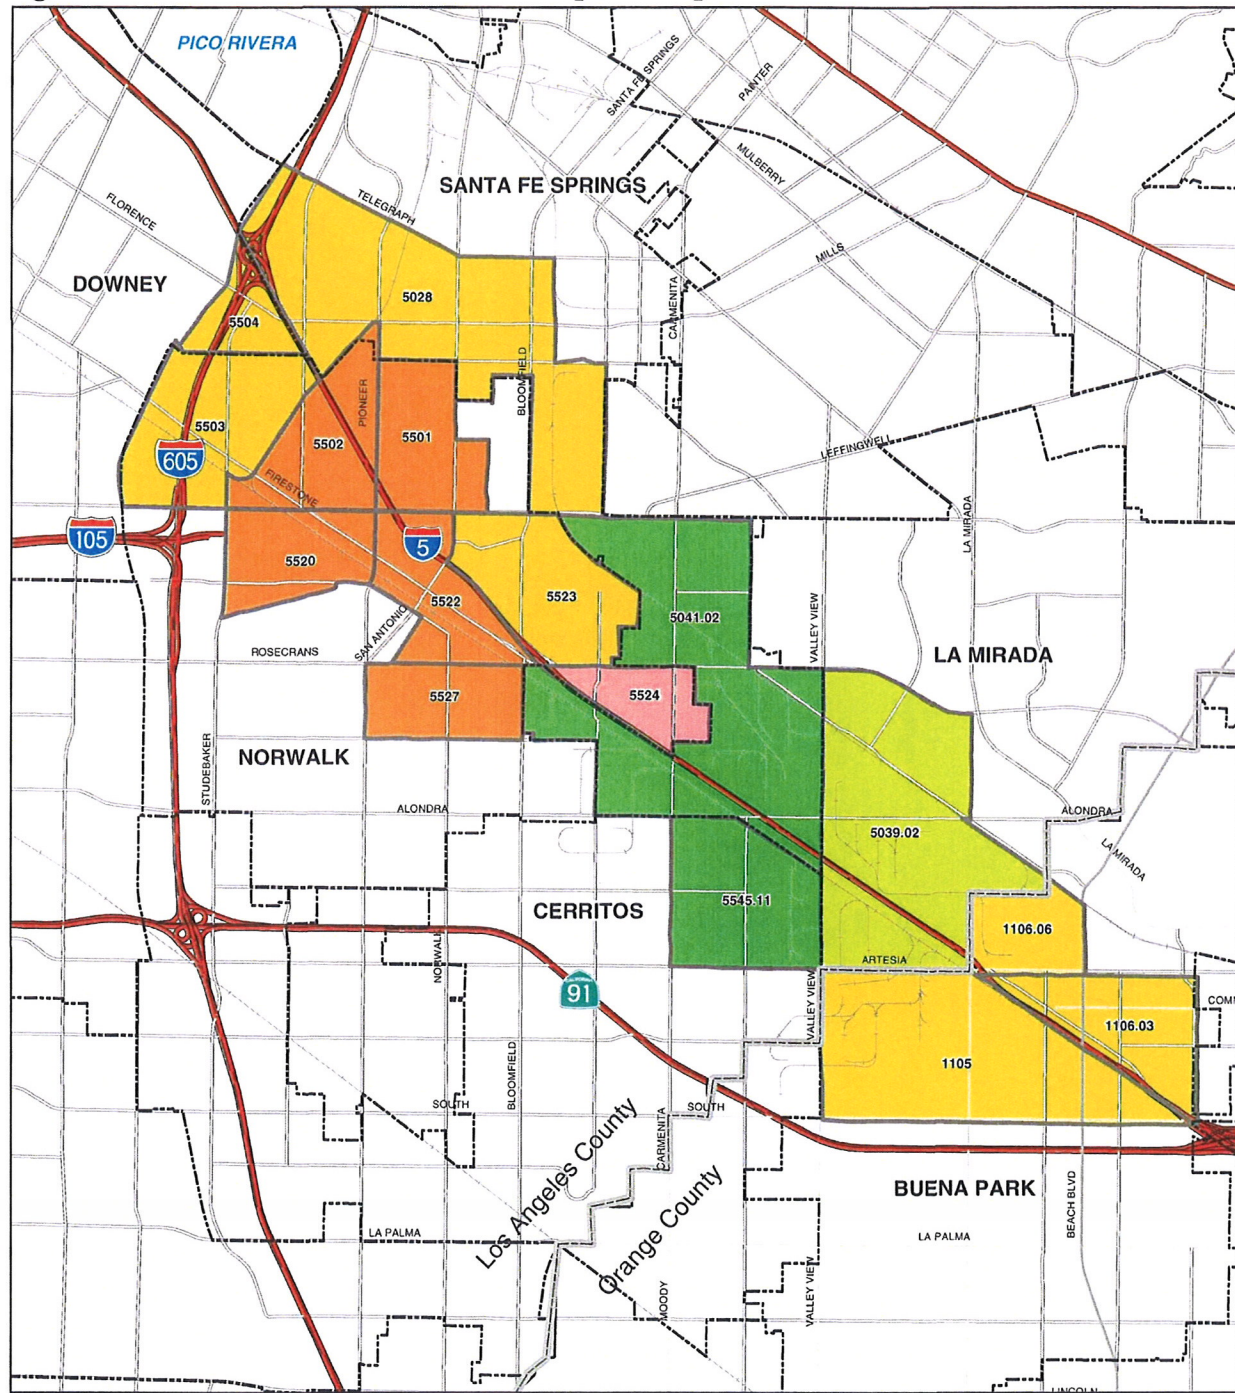 PICO RIVERA
SANTA FE SPRINGS
PAINTER
MULBERRY
SANTA FE SPRINGS
TELEGRAPH
FLORENCE
MILLS
DOWNEY
5028
CARMENITA
5504
BLOOMFIELD
PIONEER
5503
5502
5501
LEFFINGWELL
605
FIRESTONE
LA MIRADA
105
5
5520
5522
5523
5041.02
SAN ANTONIO
VALLEY VIEW
ROSECRANS
LA MIRADA
5527
5524
STUDEBAKER
NORWALK
ALONDRA
ALONDRA
5039.02
LA MIRADA
5545.11
CERRITOS
1106.06
NORWALK
ARTESIA
91
VALLEY VIEW
COM
1106.03
1105
BLOOMFIELD
SOUTH
SOUTH
CARMENITA
Los Angeles County
Orange County
BUENA PARK
BEACH BLVD
LA PALMA
LA PALMA
MOODY
VALLEY VIEW
LINCOLN